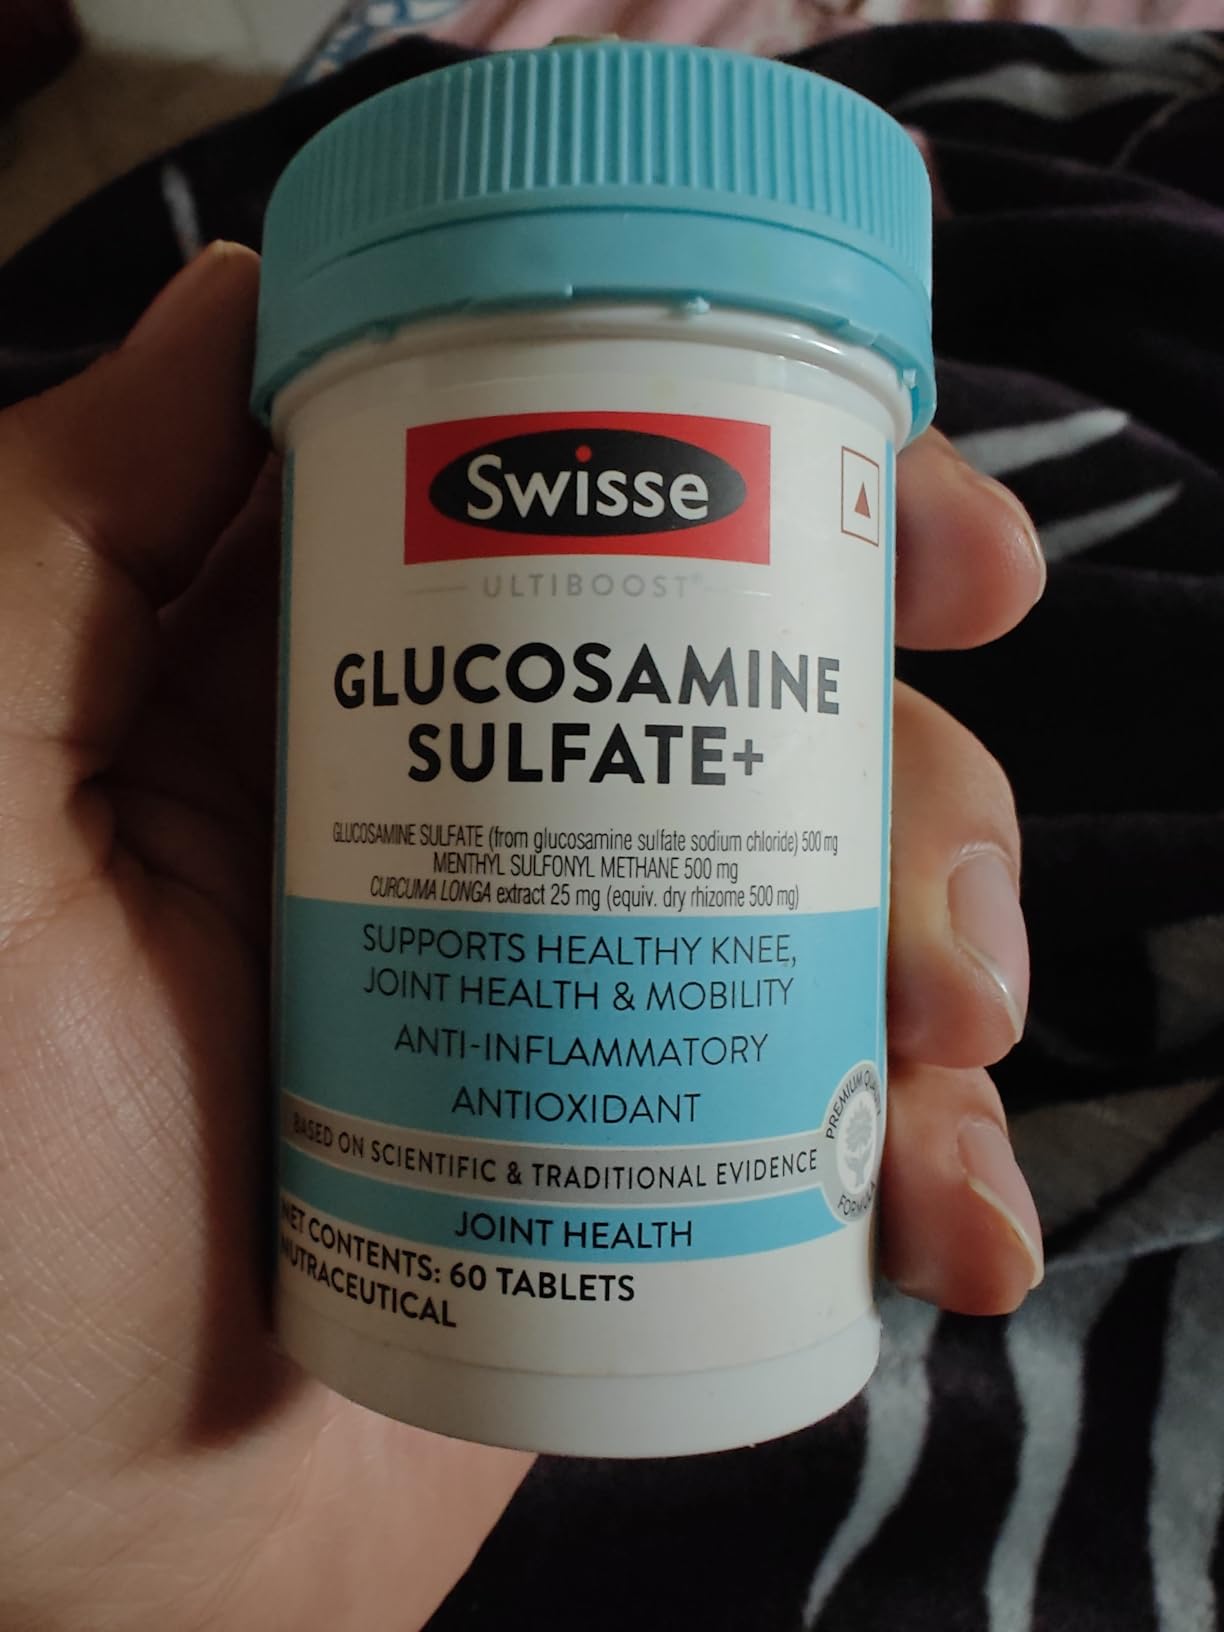 Swisse
ULTIBOOST®
GLUCOSAMINE
SULFATE+
GLUCOSAMINE SULFATE (from glucosamine sulfate sodium chloride) 500 mg
MENTHYL SULFONYL METHANE 500 mg
CURCUMA LONGA extract 25 mg (equiv. dry rhizome 500 mg)
SUPPORTS HEALTHY KNEE,
JOINT HEALTH & MOBILITY
ANTI-INFLAMMATORY
ANTIOXIDANT
BASED ON SCIENTIFIC & TRADITIONAL EVIDENCE
PREMIUM QUALITY
FORMULA
JOINT HEALTH
NET CONTENTS: 60 TABLETS
NUTRACEUTICAL